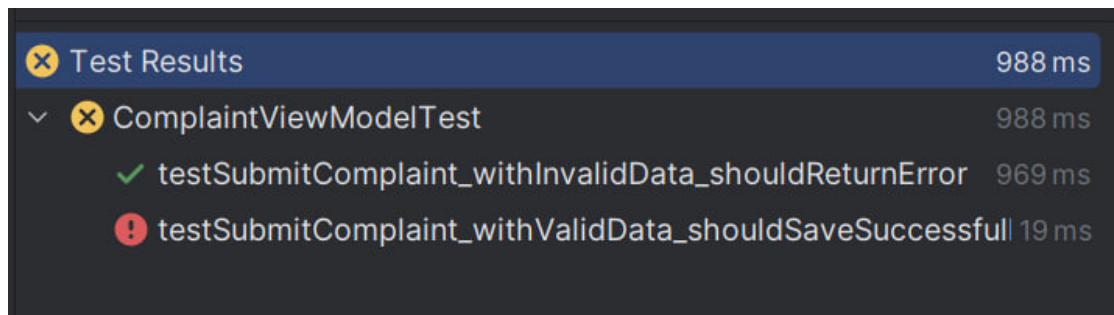 Test Results 988 ms
ComplaintViewModelTest 988 ms
testSubmitComplaint_withInvalidData_shouldReturnError 969 ms
testSubmitComplaint_withValidData_shouldSaveSuccessfull 19 ms